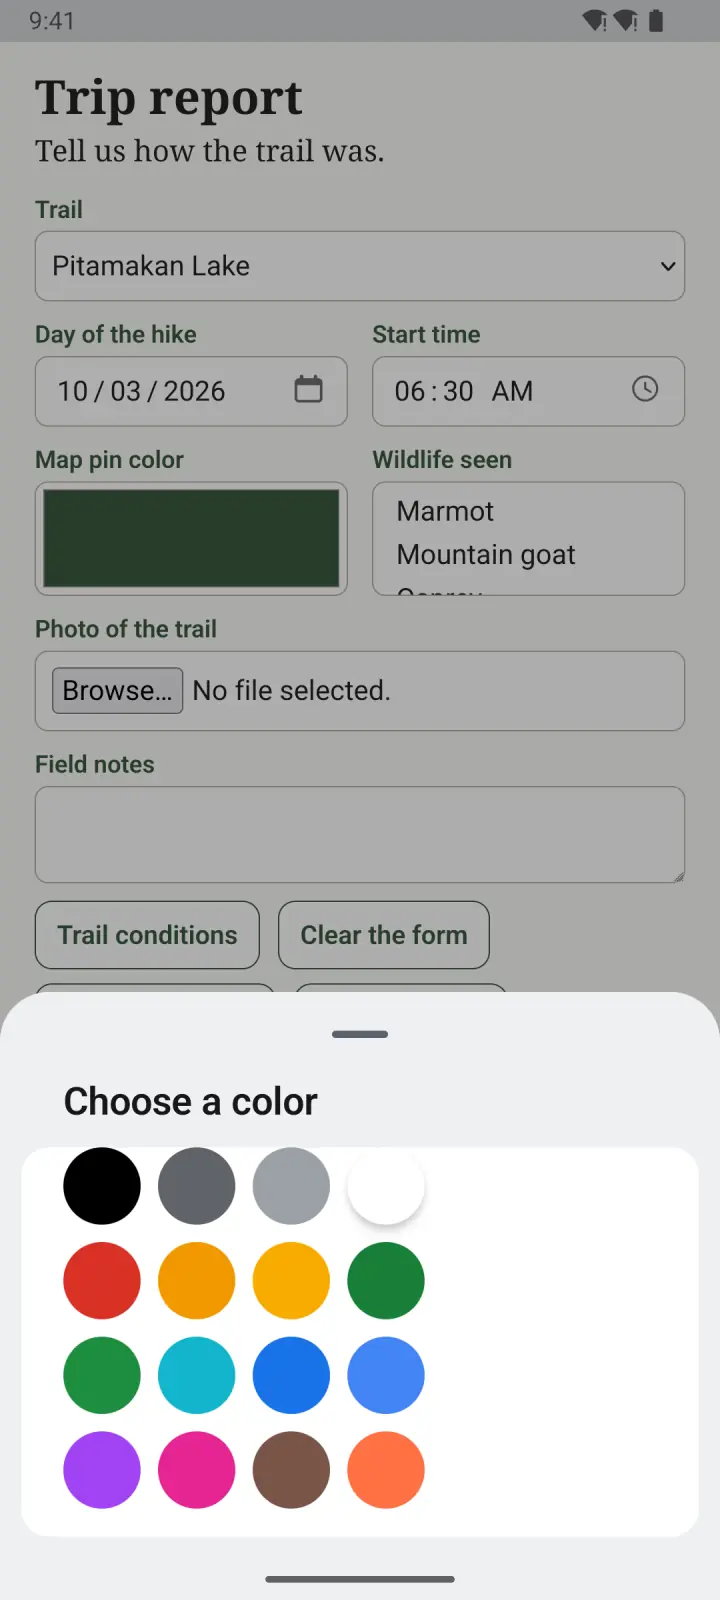 9:41
Trip report
Tell us how the trail was.
Trail
Pitamakan Lake
Day of the hike
Start time
10 / 03 / 2026
06 : 30 AM
Map pin color
Wildlife seen
Marmot
Mountain goat
Photo of the trail
Browse... No file selected.
Field notes
Trail conditions
Clear the form
Choose a color